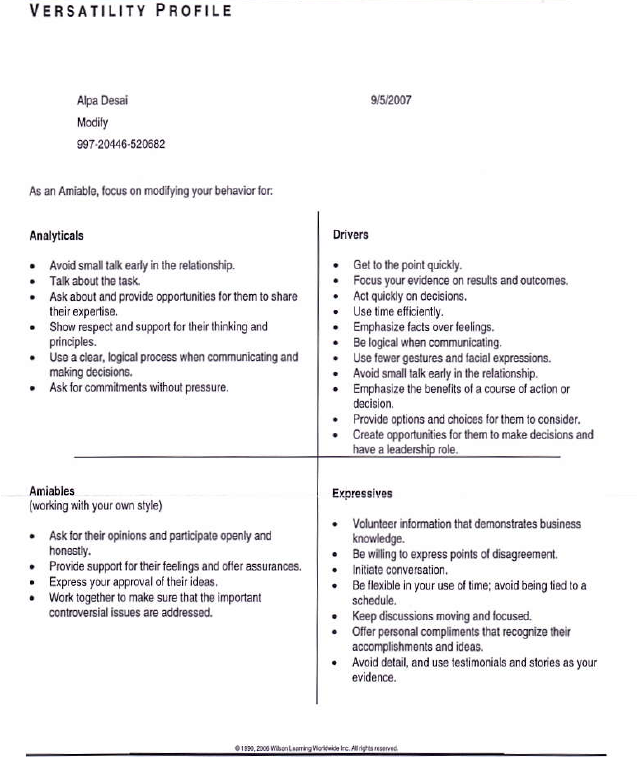 VERSATILITY PROFILE
Alpa Desai
9/5/2007
Modify
997-20446-520682
As an Amiable, focus on modifying your behavior for:
Analyticals
• Avoid small talk early in the relationship.
• Talk about the task.
• Ask about and provide opportunities for them to share
their expertise.
• Show respect and support for their thinking and
principles.
• Use a clear, logical process when communicating and
making decisions.
• Ask for commitments without pressure.
Drivers
• Get to the point quickly.
• Focus your evidence on results and outcomes.
• Act quickly on decisions.
• Use time efficiently.
• Emphasize facts over feelings.
• Be logical when communicating.
• Use fewer gestures and facial expressions.
• Avoid small talk early in the relationship.
• Emphasize the benefits of a course of action or
decision.
• Provide options and choices for them to consider.
• Create opportunities for them to make decisions and
have a leadership role.
Amiables
(working with your own style)
• Ask for their opinions and participate openly and
honestly.
• Provide support for their feelings and offer assurances.
• Express your approval of their ideas.
• Work together to make sure that the important
controversial issues are addressed.
Expressives
• Volunteer information that demonstrates business
knowledge.
• Be willing to express points of disagreement.
• Initiate conversation.
• Be flexible in your use of time; avoid being tied to a
schedule.
• Keep discussions moving and focused.
• Offer personal compliments that recognize their
accomplishments and ideas.
• Avoid detail, and use testimonials and stories as your
evidence.
© 1990, 2006 Wilson Learning Worldwide Inc. All rights reserved.